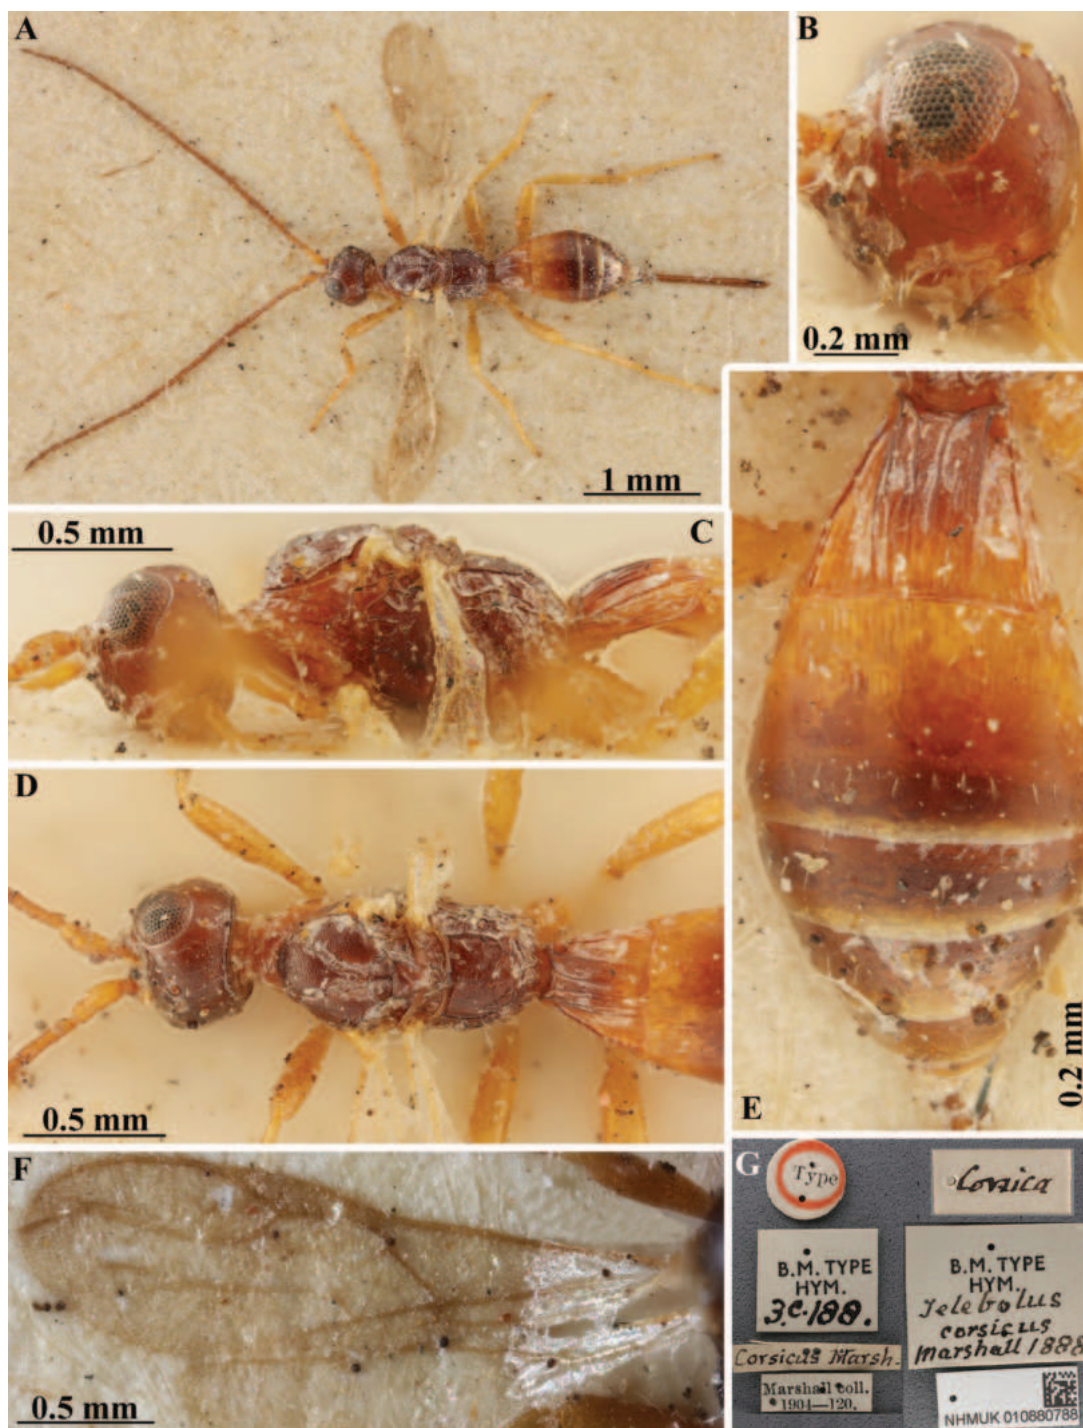 A
B
1 mm
0.2 mm
0.5 mm
C
D
0.5 mm
E
0.2 mm
F
0.5 mm
G
Type
Corsica
B.M. TYPE
HYM.
3.c.188.
Corsicus Marsh.
Marshall coll.
1904—120.
B.M. TYPE
HYM.
Telebolus
corsicus
Marshall 1888
NHMUK 010880788